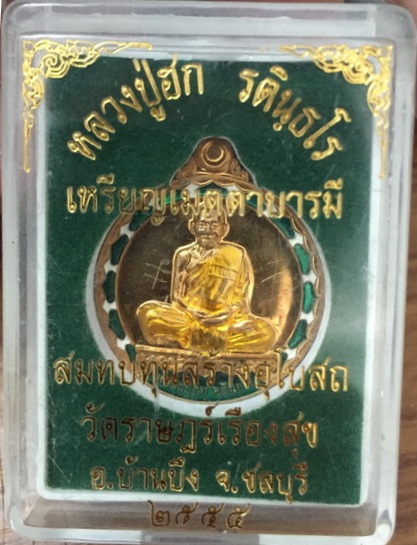 หลวงปู่ฮก รตินฺธโร
เหรียญเมตตาบารมี
สมทบทุนสร้างอุโบสถ
วัดราษฎร์เรืองสุข
อ.บ้านบึง จ.ชลบุรี
๒๕๕๕